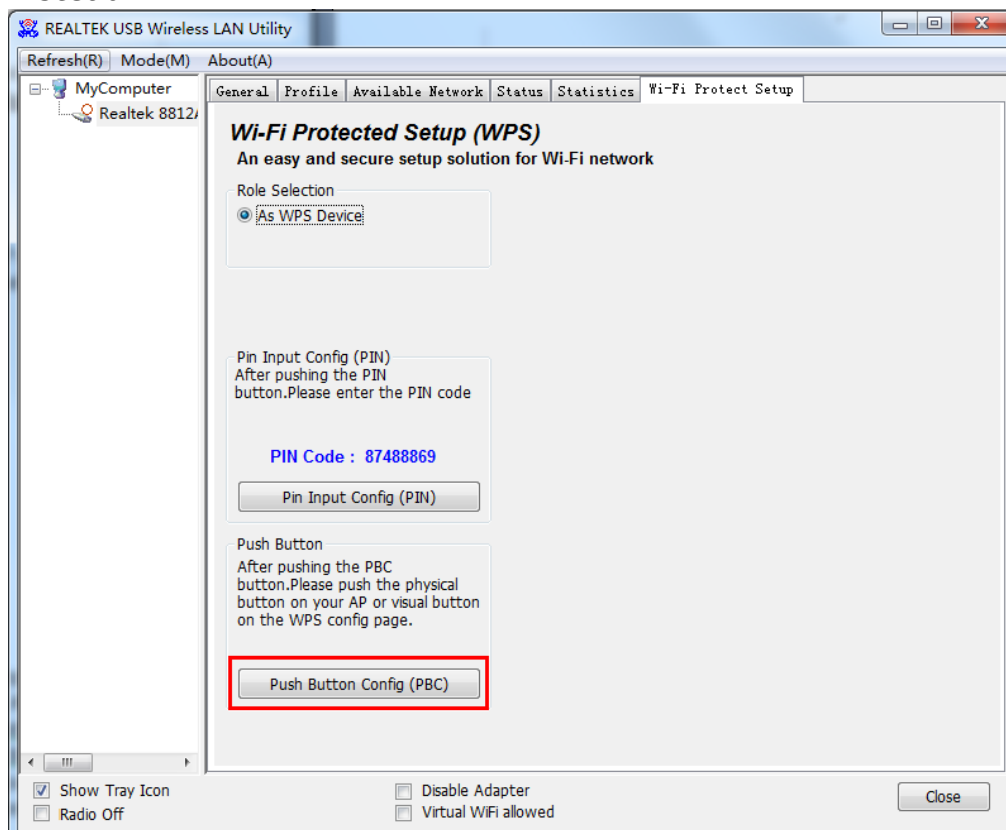 REALTEK USB Wireless LAN Utility
Refresh(R) Mode(M) About(A)
MyComputer
Realtek 8812A
General Profile Available Network Status Statistics Wi-Fi Protect Setup
Wi-Fi Protected Setup (WPS)
An easy and secure setup solution for Wi-Fi network
Role Selection
As WPS Device
Pin Input Config (PIN)
After pushing the PIN
button.Please enter the PIN code
PIN Code : 87488869
Pin Input Config (PIN)
Push Button
After pushing the PBC
button.Please push the physical
button on your AP or visual button
on the WPS config page.
Push Button Config (PBC)
Show Tray Icon
Radio Off
Disable Adapter
Virtual WiFi allowed
Close